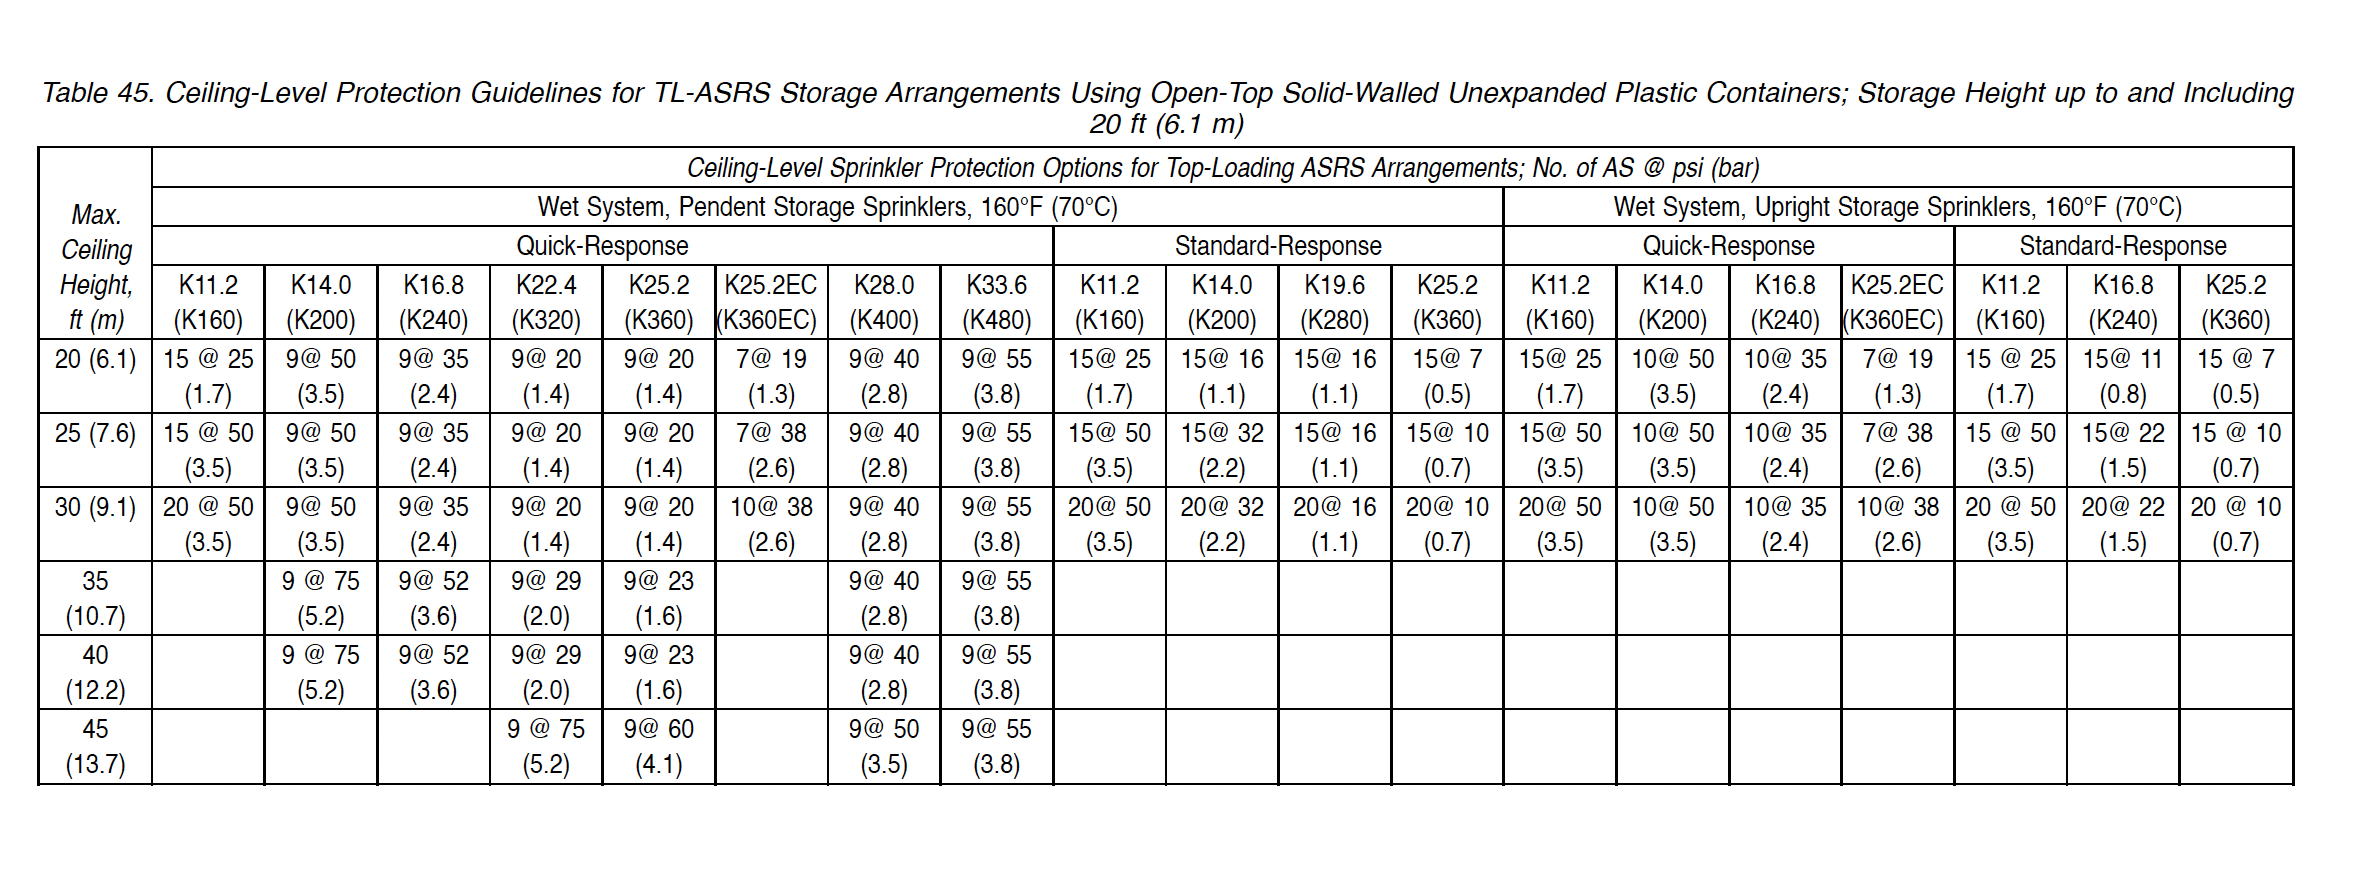 Table 45. Ceiling-Level Protection Guidelines for TL-ASRS Storage Arrangements Using Open-Top Solid-Walled Unexpanded Plastic Containers; Storage Height up to and Including
20 ft (6.1 m)
Max. Ceiling Height, ft (m)
Ceiling-Level Sprinkler Protection Options for Top-Loading ASRS Arrangements; No. of AS @ psi (bar)
Wet System, Pendent Storage Sprinklers, 160°F (70°C) Wet System, Upright Storage Sprinklers, 160°F (70°C)
Quick-Response Standard-Response Quick-Response Standard-Response
K11.2 K14.0 K16.8 K22.4 K25.2 K25.2EC K28.0 K33.6 K11.2 K14.0 K19.6 K25.2 K11.2 K14.0 K16.8 K25.2EC K11.2 K16.8 K25.2
(K160) (K200) (K240) (K320) (K360) (K360EC) (K400) (K480) (K160) (K200) (K280) (K360) (K160) (K200) (K240) (K360EC) (K160) (K240) (K360)
20 (6.1) 15 @ 25 9@ 50 9@ 35 9@ 20 9@ 20 7@ 19 9@ 40 9@ 55 15@ 25 15@ 16 15@ 16 15@ 7 15@ 25 10@ 50 10@ 35 7@ 19 15 @ 25 15@ 11 15 @ 7
(1.7) (3.5) (2.4) (1.4) (1.4) (1.3) (2.8) (3.8) (1.7) (1.1) (1.1) (0.5) (1.7) (3.5) (2.4) (1.3) (1.7) (0.8) (0.5)
25 (7.6) 15 @ 50 9@ 50 9@ 35 9@ 20 9@ 20 7@ 38 9@ 40 9@ 55 15@ 50 15@ 32 15@ 16 15@ 10 15@ 50 10@ 50 10@ 35 7@ 38 15 @ 50 15@ 22 15 @ 10
(3.5) (3.5) (2.4) (1.4) (1.4) (2.6) (2.8) (3.8) (3.5) (2.2) (1.1) (0.7) (3.5) (3.5) (2.4) (2.6) (3.5) (1.5) (0.7)
30 (9.1) 20 @ 50 9@ 50 9@ 35 9@ 20 9@ 20 10@ 38 9@ 40 9@ 55 20@ 50 20@ 32 20@ 16 20@ 10 20@ 50 10@ 50 10@ 35 10@ 38 20 @ 50 20@ 22 20 @ 10
(3.5) (3.5) (2.4) (1.4) (1.4) (2.6) (2.8) (3.8) (3.5) (2.2) (1.1) (0.7) (3.5) (3.5) (2.4) (2.6) (3.5) (1.5) (0.7)
35 9 @ 75 9@ 52 9@ 29 9@ 23 9@ 40 9@ 55
(10.7) (5.2) (3.6) (2.0) (1.6) (2.8) (3.8)
40 9 @ 75 9@ 52 9@ 29 9@ 23 9@ 40 9@ 55
(12.2) (5.2) (3.6) (2.0) (1.6) (2.8) (3.8)
45 9 @ 75 9@ 60 9@ 50 9@ 55
(13.7) (5.2) (4.1) (3.5) (3.8)